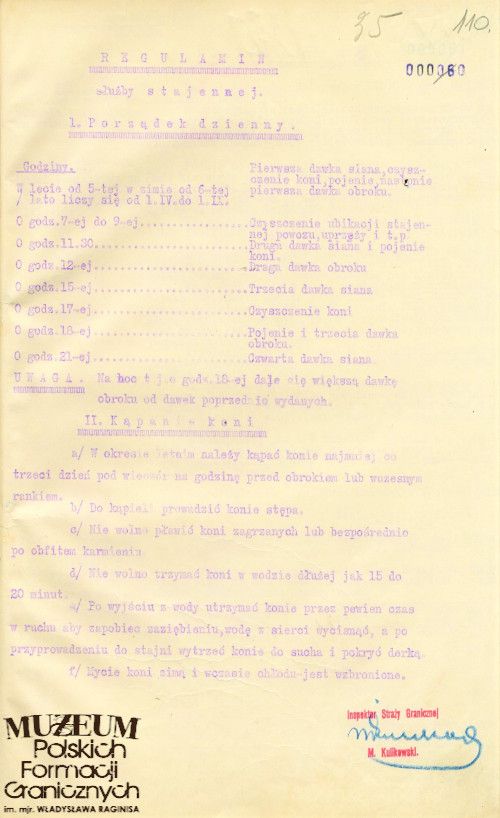 35
110.
000060
R E G U L A M I N
służby stajennej.
1. Porządek dzienny.
Godziny.
Pierwsza dawka siana, czysz-
W lecie od 5-tej w zimie od 6-tej
czenie koni, pojenie, nastenie
/ lato liczy się od 1.IV. do 1.IX.
pierwsza dawka obroku.
O godz. 7-ej do 9-ej.................Czyszczenie ubikacji stajen-
nej powozu, uprzęży i t.p.
O godz. 11.30.......................Druga dawka siana i pojenie
koni.
O godz. 12-ej.......................Druga dawka obroku
O godz. 15-ej.......................Trzecia dawka siana
O godz. 17-ej.......................Czyszczenie koni
O godz. 18-ej.......................Pojenie i trzecia dawka
obroku.
O godz. 21-ej.......................Czwarta dawka siana.
U W A G A. Na noc t.j. o godz. 18-ej daje się większą dawkę
obroku od dawek poprzednio wydanych.
II. Kąpanie koni
a/ W okresie letnim należy kąpać konie najmniej co
trzeci dzień pod wieczór na godzinę przed obrokiem lub wczesnym
rankiem.
b/ Do kąpieli prowadzić konie stępa.
c/ Nie wolno pławić koni zagrzanych lub bezpośrednio
po obfitem karmieniu
d/ Nie wolno trzymać koni w wodzie dłużej jak 15 do
20 minut.
e/ Po wyjściu z wody utrzymać konie przez pewien czas
w ruchu aby zapobiec zaziębieniu, wodę z sierci wycisnąć, a po
przyprowadzeniu do stajni wytrzeć konie do sucha i pokryć derką.
f/ Mycie koni zimą i wczasie chłodu-jest wzbronione.
Inspektor Straży Granicznej
M. Kulikowski.
MUZEUM
Polskich
Formacji
Granicznych
im. mjr. WŁADYSŁAWA RAGINISA